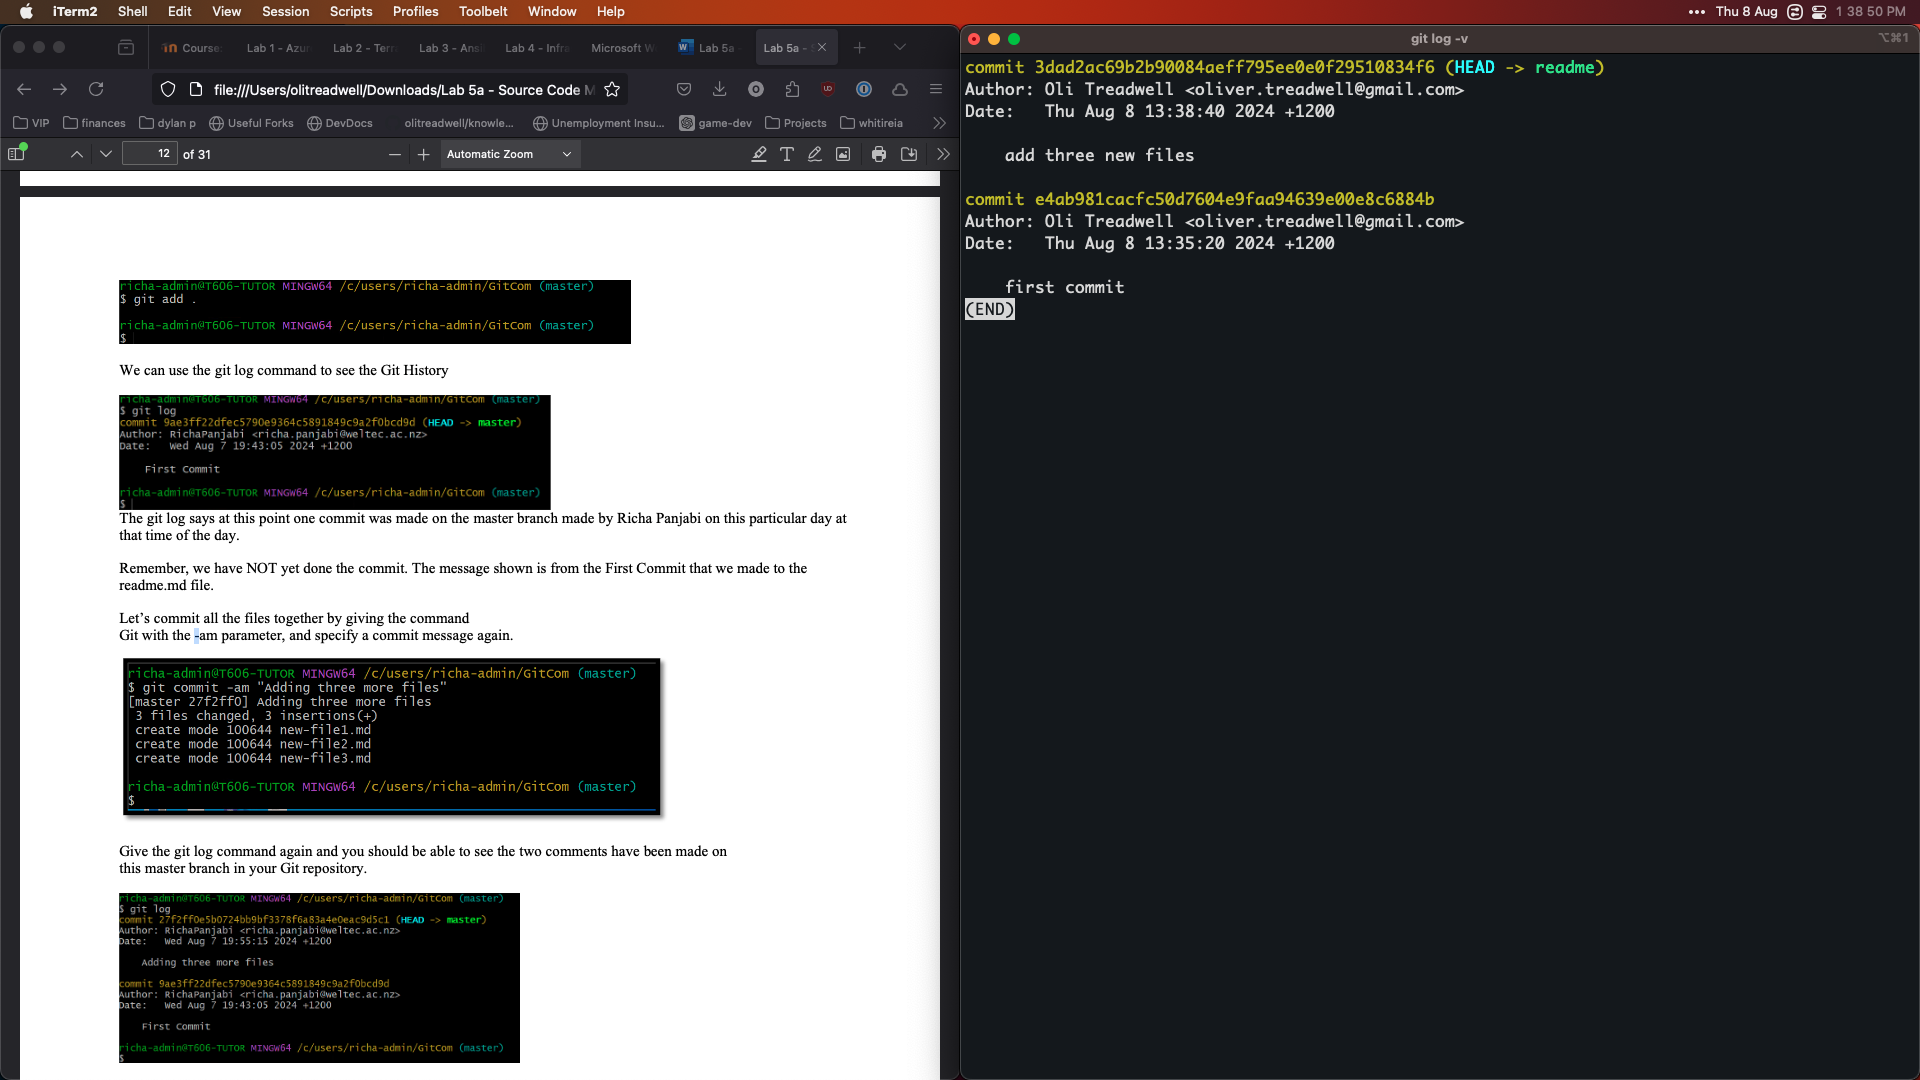 iTerm2 Shell Edit View Session Scripts Profiles Toolbelt Window Help
Thu 8 Aug 1 38 50 PM
Course Lab 1 - Azu Lab 2 - Ter Lab 3 - Ans Lab 4 - Infra Microsoft W Lab 5a - Lab 5a -
file:///Users/olitreadwell/Downloads/Lab 5a - Source Code M
VIP finances dylan p Useful Forks DevDocs olitreadwell/knowle... Unemployment Insu... game-dev Projects whitireia
12 of 31 Automatic Zoom
richa-admin@T606-TUTOR MINGW64 /c/users/richa-admin/GitCom (master)
$ git add .
richa-admin@T606-TUTOR MINGW64 /c/users/richa-admin/GitCom (master)
$
We can use the git log command to see the Git History
richa-admin@T606-TUTOR MINGW64 /c/users/richa-admin/GitCom (master)
$ git log
commit 9ae3ff22dfec5790e9364c5891849c9a2f0bcd9d (HEAD -> master)
Author: RichaPanjabi <richa.panjabi@weltec.ac.nz>
Date: Wed Aug 7 19:43:05 2024 +1200
First Commit
richa-admin@T606-TUTOR MINGW64 /c/users/richa-admin/GitCom (master)
$
The git log says at this point one commit was made on the master branch made by Richa Panjabi on this particular day at
that time of the day.
Remember, we have NOT yet done the commit. The message shown is from the First Commit that we made to the
readme.md file.
Let’s commit all the files together by giving the command
Git with the -am parameter, and specify a commit message again.
richa-admin@T606-TUTOR MINGW64 /c/users/richa-admin/GitCom (master)
$ git commit -am "Adding three more files"
[master 27f2ff0] Adding three more files
3 files changed, 3 insertions(+)
create mode 100644 new-file1.md
create mode 100644 new-file2.md
create mode 100644 new-file3.md
richa-admin@T606-TUTOR MINGW64 /c/users/richa-admin/GitCom (master)
$
Give the git log command again and you should be able to see the two comments have been made on
this master branch in your Git repository.
richa-admin@T606-TUTOR MINGW64 /c/users/richa-admin/GitCom (master)
$ git log
commit 27f2ff0e5b0724bb9bf3378f6a83a4e0eac9d5c1 (HEAD -> master)
Author: RichaPanjabi <richa.panjabi@weltec.ac.nz>
Date: Wed Aug 7 19:55:15 2024 +1200
Adding three more files
commit 9ae3ff22dfec5790e9364c5891849c9a2f0bcd9d
Author: RichaPanjabi <richa.panjabi@weltec.ac.nz>
Date: Wed Aug 7 19:43:05 2024 +1200
First Commit
richa-admin@T606-TUTOR MINGW64 /c/users/richa-admin/GitCom (master)
$
git log -v ⌥⌘1
commit 3dad2ac69b2b90084aeff795ee0e0f29510834f6 (HEAD -> readme)
Author: Oli Treadwell <oliver.treadwell@gmail.com>
Date: Thu Aug 8 13:38:40 2024 +1200
add three new files
commit e4ab981cacfc50d7604e9faa94639e00e8c6884b
Author: Oli Treadwell <oliver.treadwell@gmail.com>
Date: Thu Aug 8 13:35:20 2024 +1200
first commit
(END)